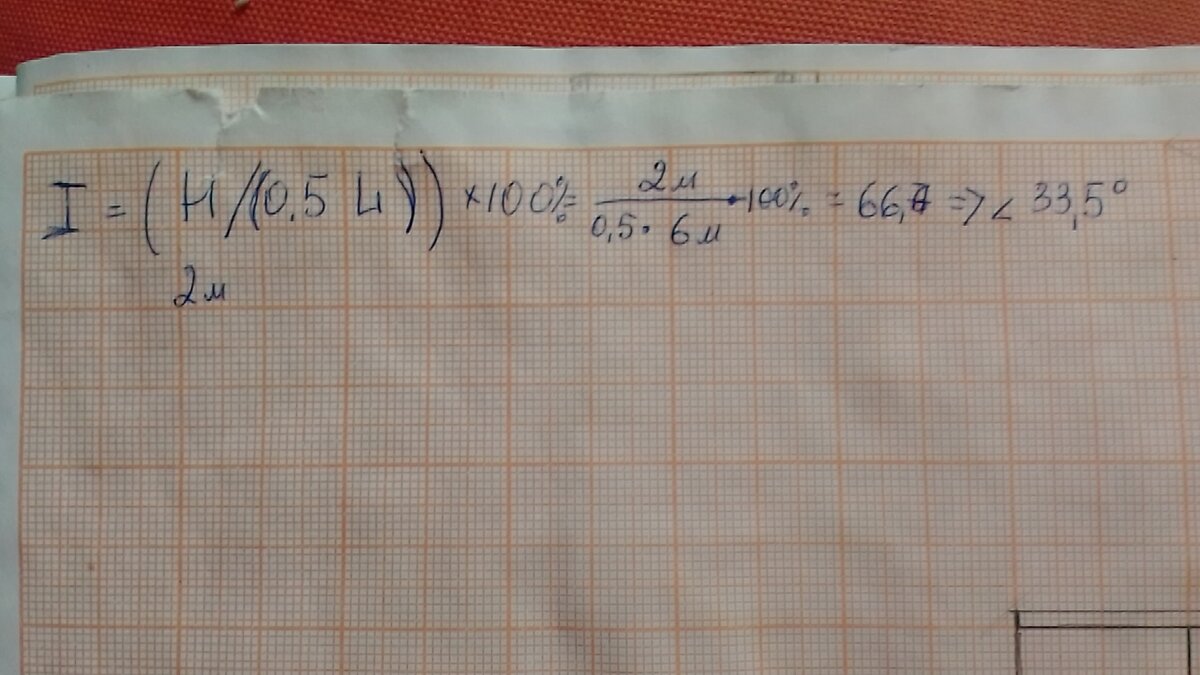 I = (H/(0.5 L)) × 100% = 2м / 0,5 · 6м · 100% = 66,7 => ∠ 33,5°
2м